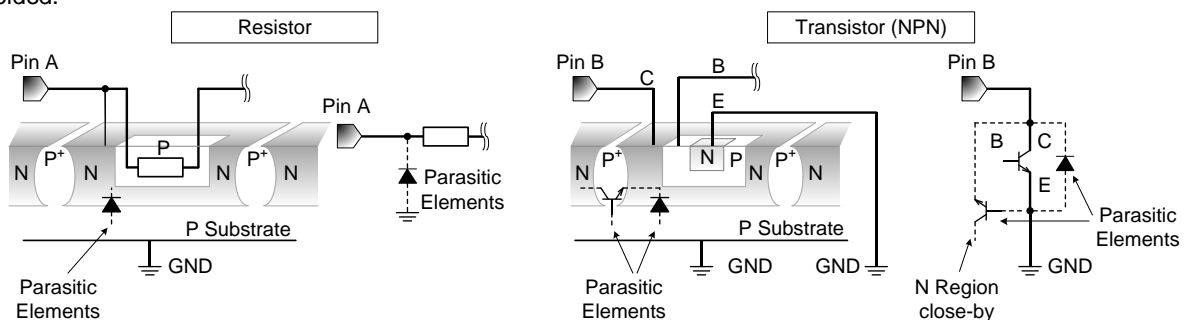 Resistor
Transistor (NPN)
Pin A
Pin A
N
P+
N
P
N
P+
N
Parasitic
Elements
P Substrate
GND
Parasitic
Elements
Pin B
C
B
E
N
P+
N
N
P
N
P+
N
P Substrate
GND
GND
Parasitic
Elements
Pin B
B
C
E
Parasitic
Elements
GND
N Region
close-by